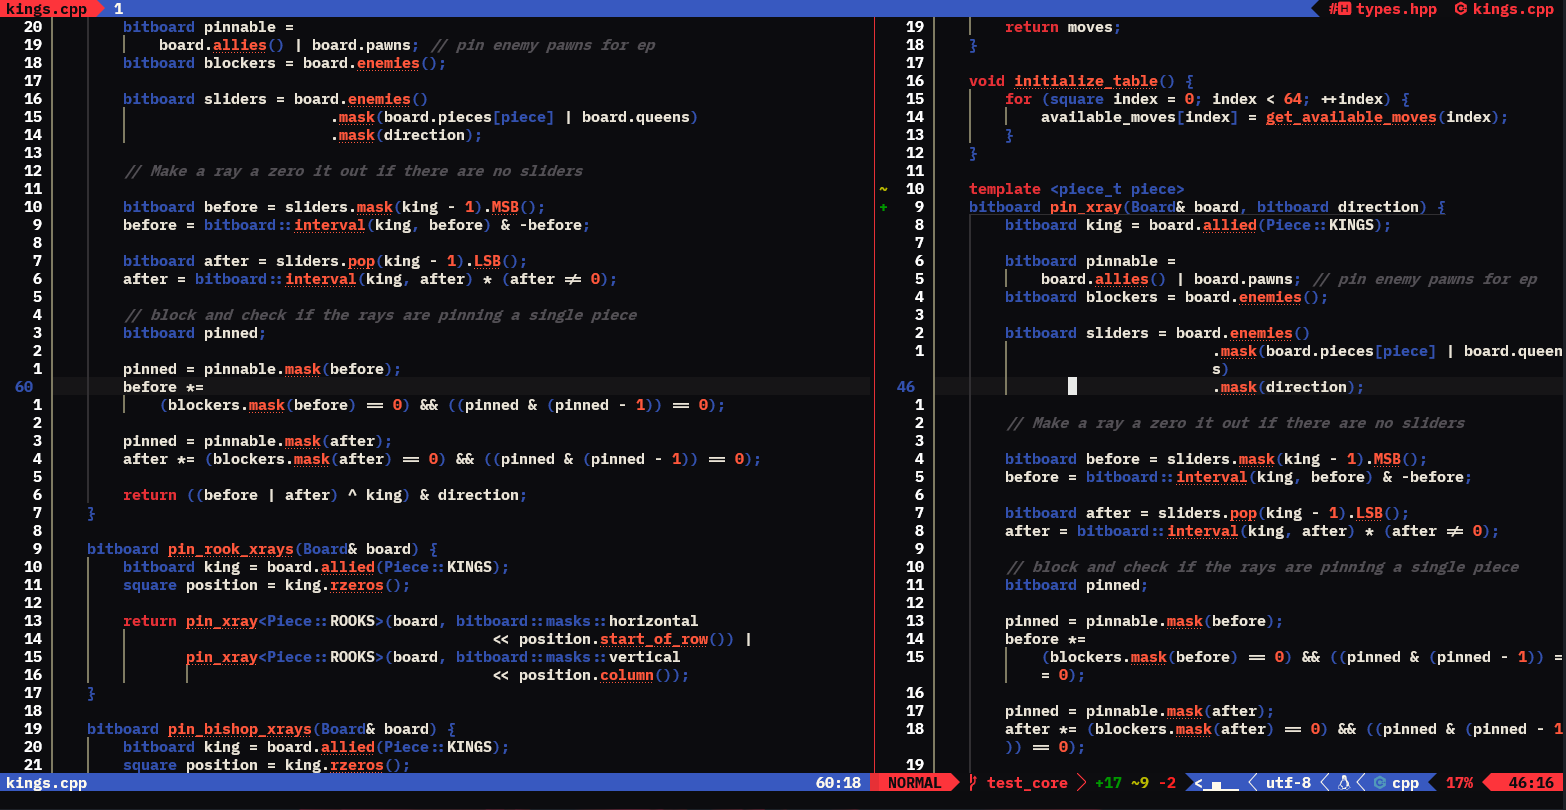 kings.cpp 1 #H types.hpp kings.cpp
20 bitboard pinnable =
19 board.allies() | board.pawns; // pin enemy pawns for ep
18 bitboard blockers = board.enemies();
17
16 bitboard sliders = board.enemies()
15 .mask(board.pieces[piece] | board.queens)
14 .mask(direction);
13
12 // Make a ray a zero it out if there are no sliders
11
10 bitboard before = sliders.mask(king - 1).MSB();
9 before = bitboard::interval(king, before) & -before;
8
7 bitboard after = sliders.pop(king - 1).LSB();
6 after = bitboard::interval(king, after) * (after ≠ 0);
5
4 // block and check if the rays are pinning a single piece
3 bitboard pinned;
2
1 pinned = pinnable.mask(before);
60 before *=
1 (blockers.mask(before) == 0) && ((pinned & (pinned - 1)) == 0);
2
3 pinned = pinnable.mask(after);
4 after *= (blockers.mask(after) == 0) && ((pinned & (pinned - 1)) == 0);
5
6 return ((before | after) ^ king) & direction;
7 }
8
9 bitboard pin_rook_xrays(Board& board) {
10 bitboard king = board.allied(Piece::KINGS);
11 square position = king.rzeros();
12
13 return pin_xray<Piece::ROOKS>(board, bitboard::masks::horizontal
14 << position.start_of_row()) |
15 pin_xray<Piece::ROOKS>(board, bitboard::masks::vertical
16 << position.column());
17 }
18
19 bitboard pin_bishop_xrays(Board& board) {
20 bitboard king = board.allied(Piece::KINGS);
21 square position = king.rzeros();
kings.cpp 60:18
19 return moves;
18 }
17
16 void initialize_table() {
15 for (square index = 0; index < 64; ++index) {
14 available_moves[index] = get_available_moves(index);
13 }
12 }
11
~ 10 template <piece_t piece>
+ 9 bitboard pin_xray(Board& board, bitboard direction) {
8 bitboard king = board.allied(Piece::KINGS);
7
6 bitboard pinnable =
5 board.allies() | board.pawns; // pin enemy pawns for ep
4 bitboard blockers = board.enemies();
3
2 bitboard sliders = board.enemies()
1 .mask(board.pieces[piece] | board.queen
s)
46 .mask(direction);
1
2 // Make a ray a zero it out if there are no sliders
3
4 bitboard before = sliders.mask(king - 1).MSB();
5 before = bitboard::interval(king, before) & -before;
6
7 bitboard after = sliders.pop(king - 1).LSB();
8 after = bitboard::interval(king, after) * (after ≠ 0);
9
10 // block and check if the rays are pinning a single piece
11 bitboard pinned;
12
13 pinned = pinnable.mask(before);
14 before *=
15 (blockers.mask(before) == 0) && ((pinned & (pinned - 1)) =
= 0);
16
17 pinned = pinnable.mask(after);
18 after *= (blockers.mask(after) == 0) && ((pinned & (pinned - 1
)) == 0);
19
NORMAL test_core +17 ~9 -2 utf-8 cpp 17% 46:16